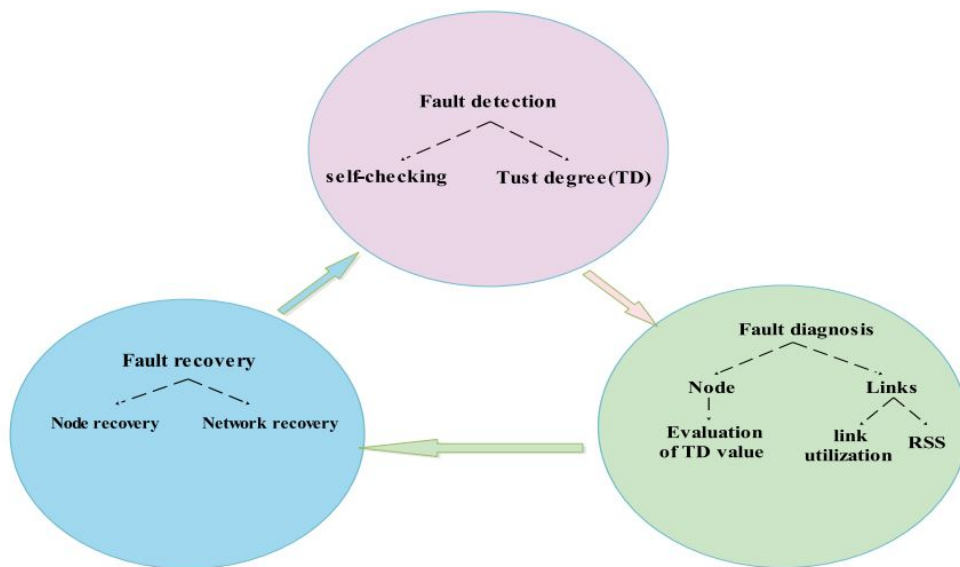 Fault detection
self-checking
Tust degree(TD)
Fault recovery
Node recovery
Network recovery
Fault diagnosis
Node
Links
Evaluation
of TD value
link
utilization
RSS